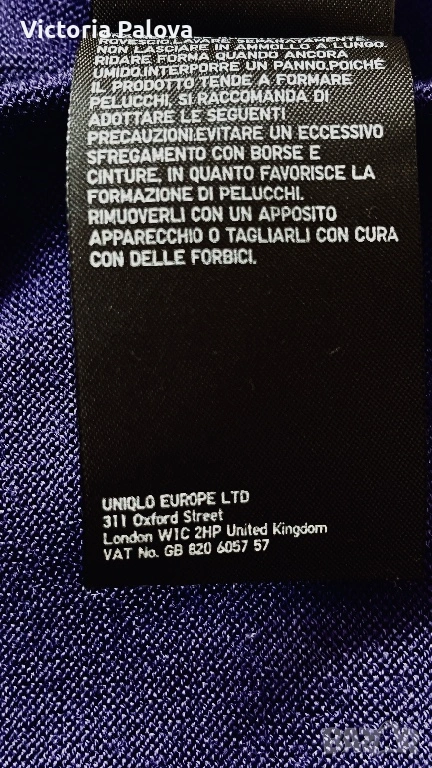 Victoria Palova
ROVESCIO.LAVARE SEPARATAMENTE.
NON LASCIARE IN AMMOLLO A LUNGO.
RIDARE FORMA QUANDO ANCORA
UMIDO.INTERPORRE UN PANNO.POICHÉ
IL PRODOTTO TENDE A FORMARE
PELUCCHI, SI RACCOMANDA DI
ADOTTARE LE SEGUENTI
PRECAUZIONI.EVITARE UN ECCESSIVO
SFREGAMENTO CON BORSE E
CINTURE, IN QUANTO FAVORISCE LA
FORMAZIONE DI PELUCCHI.
RIMUOVERLI CON UN APPOSITO
APPARECCHIO O TAGLIARLI CON CURA
CON DELLE FORBICI.
UNIQLO EUROPE LTD
311 Oxford Street
London W1C 2HP United Kingdom
VAT No. GB 820 6057 57